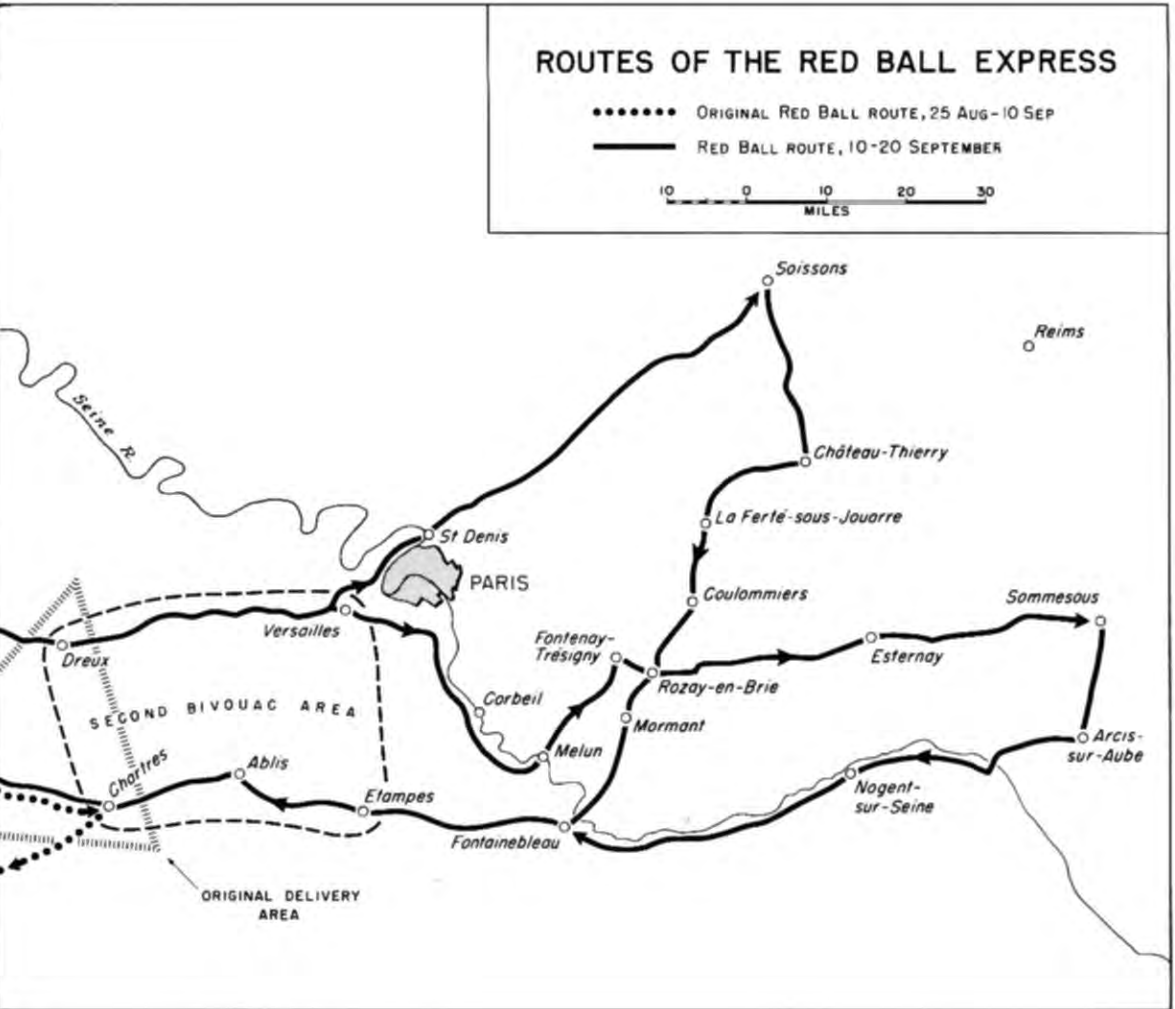 ROUTES OF THE RED BALL EXPRESS
ORIGINAL RED BALL ROUTE, 25 AUG-10 SEP
RED BALL ROUTE, 10-20 SEPTEMBER
10 0 10 20 30
MILES
Soissons
Reims
Seine R.
Château-Thierry
La Ferté-sous-Jouarre
St Denis
PARIS
Coulommiers
Sommesous
Versailles
Fontenay-
Tresigny
Esternay
Dreux
Rozay-en-Brie
SECOND BIVOUAC AREA
Corbeil
Mormant
Arcis-
sur-Aube
Melun
Chartres
Ablis
Etampes
Nogent-
sur-Seine
Fontainebleau
ORIGINAL DELIVERY
AREA